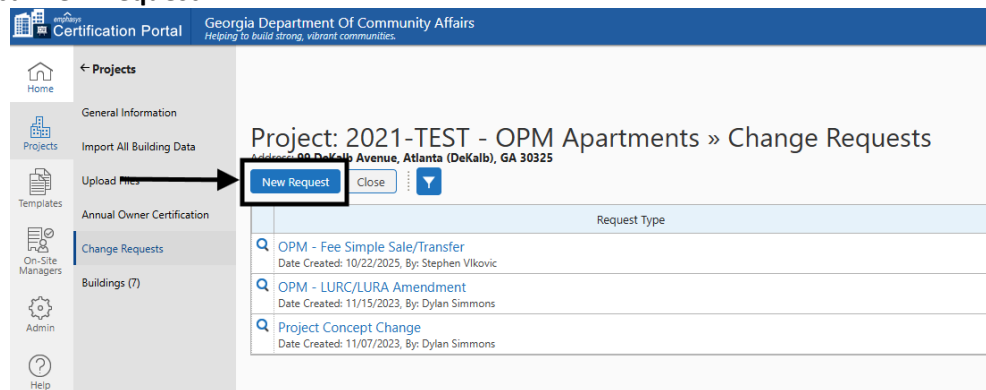 emphasys
Certification Portal
Georgia Department Of Community Affairs
Helping to build strong, vibrant communities.
Home
Projects
Templates
On-Site
Managers
Admin
Help
← Projects
General Information
Import All Building Data
Upload Files
Annual Owner Certification
Change Requests
Buildings (7)
Project: 2021-TEST - OPM Apartments » Change Requests
Address: 99 DeKalb Avenue, Atlanta (DeKalb), GA 30325
New Request
Close
Request Type
OPM - Fee Simple Sale/Transfer
Date Created: 10/22/2025, By: Stephen Vlkovic
OPM - LURC/LURA Amendment
Date Created: 11/15/2023, By: Dylan Simmons
Project Concept Change
Date Created: 11/07/2023, By: Dylan Simmons